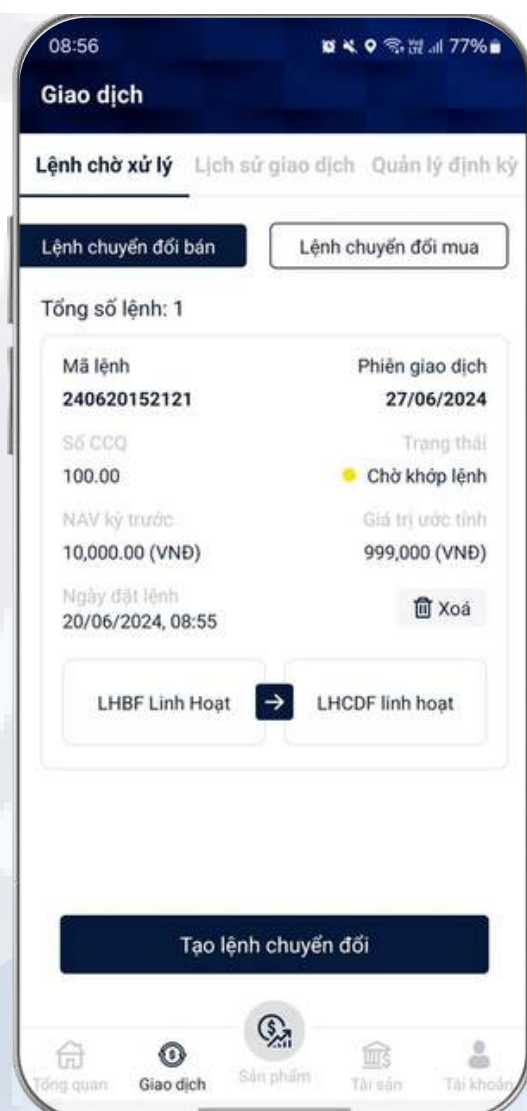 08:56 77%
Giao dịch
Lệnh chờ xử lý Lịch sử giao dịch Quản lý định kỳ
Lệnh chuyển đổi bán Lệnh chuyển đổi mua
Tổng số lệnh: 1
Mã lệnh Phiên giao dịch
240620152121 27/06/2024
Số CCQ Trạng thái
100.00 Chờ khớp lệnh
NAV kỳ trước Giá trị ước tính
10,000.00 (VNĐ) 999,000 (VNĐ)
Ngày đặt lệnh
20/06/2024, 08:55 Xoá
LHBF Linh Hoạt LHCDF linh hoạt
Tạo lệnh chuyển đổi
Tổng quan Giao dịch Sản phẩm Tài sản Tài khoản